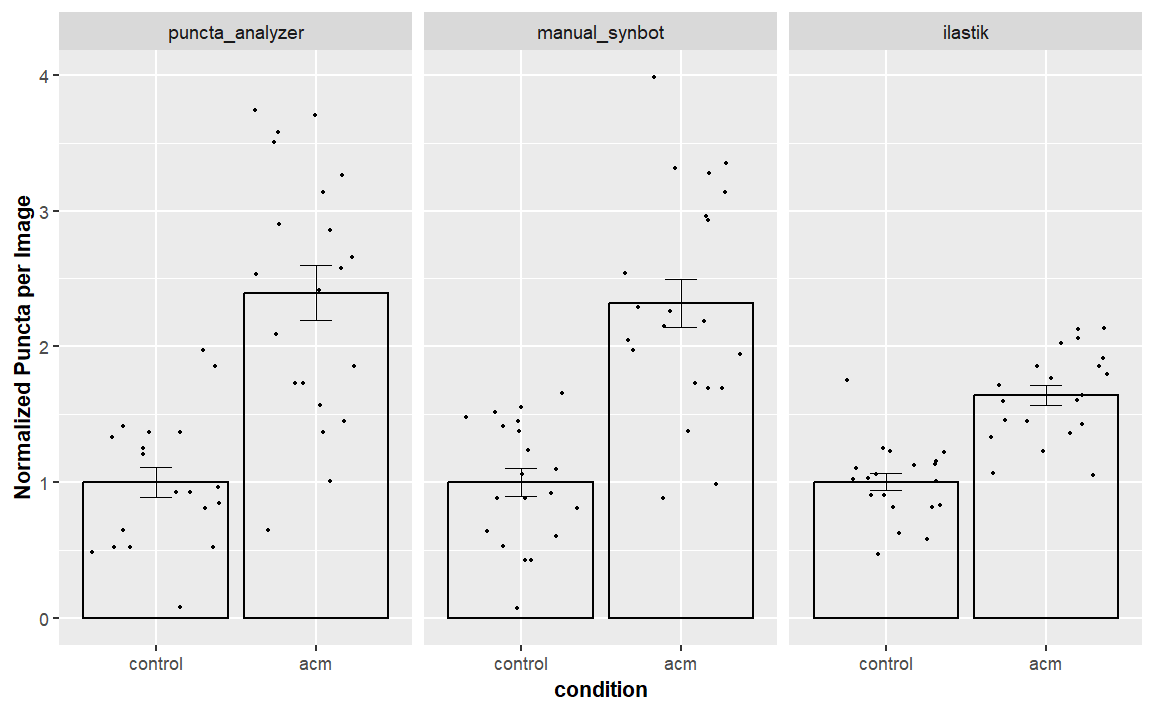 puncta_analyzer manual_synbot ilastik
Normalized Puncta per Image
4
3
2
1
0
control acm control acm control acm
condition